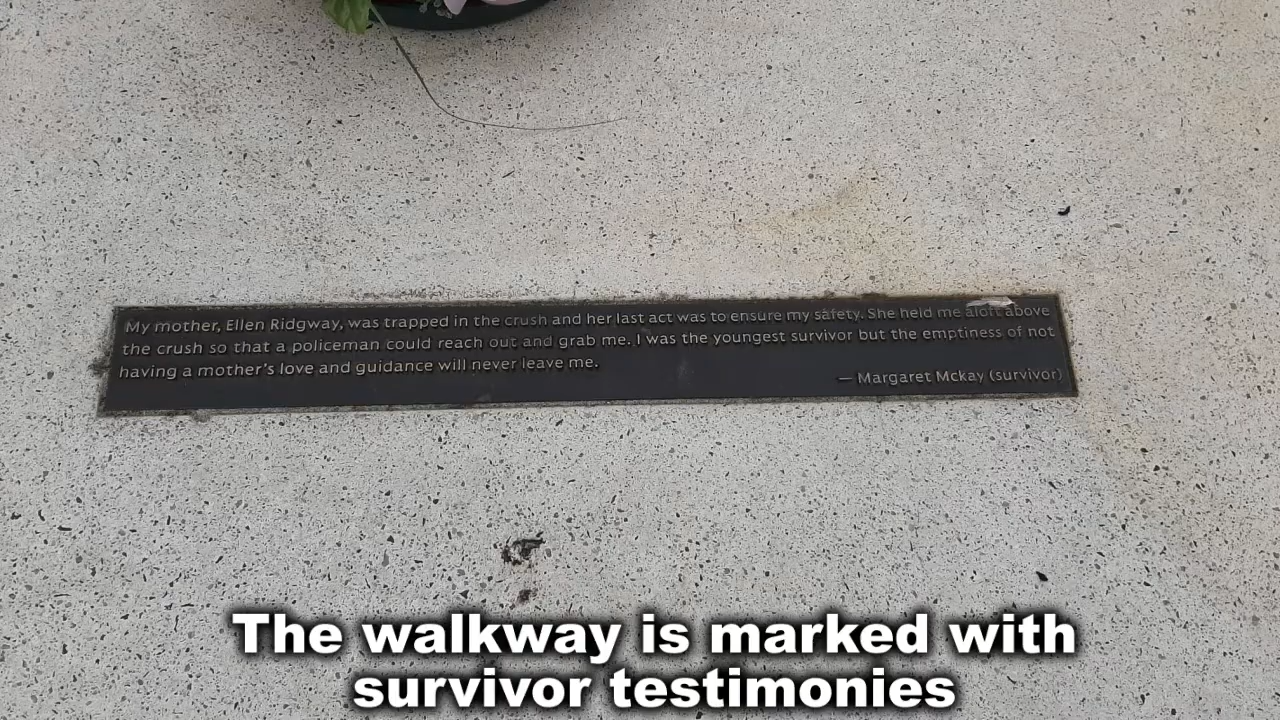 My mother, Ellen Ridgway, was trapped in the crush and her last act was to ensure my safety. She held me aloft above
the crush so that a policeman could reach out and grab me. I was the youngest survivor but the emptiness of not
having a mother's love and guidance will never leave me.
— Margaret Mckay (survivor)
The walkway is marked with
survivor testimonies